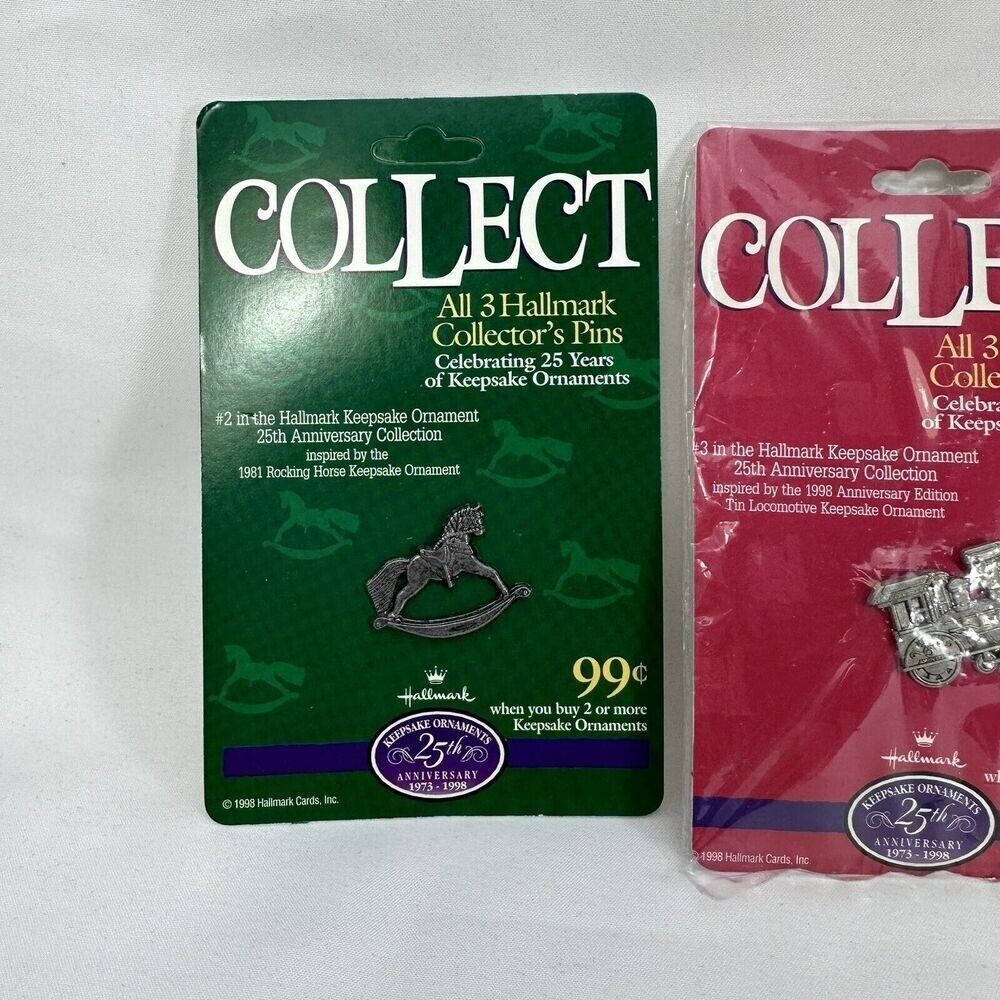 COLLECT
All 3 Hallmark
Collector's Pins
Celebrating 25 Years
of Keepsake Ornaments
#2 in the Hallmark Keepsake Ornament
25th Anniversary Collection
inspired by the
1981 Rocking Horse Keepsake Ornament
Hallmark
99¢
when you buy 2 or more
Keepsake Ornaments
KEEPSAKE ORNAMENTS
25th
ANNIVERSARY
1973 - 1998
© 1998 Hallmark Cards, Inc.
COLLE
All 3
Colle
Celebra
of Keeps
#3 in the Hallmark Keepsake Ornament
25th Anniversary Collection
inspired by the 1998 Anniversary Edition
Tin Locomotive Keepsake Ornament
Hallmark
wh
KEEPSAKE ORNAMENTS
25th
ANNIVERSARY
1973 - 1998
© 1998 Hallmark Cards, Inc.